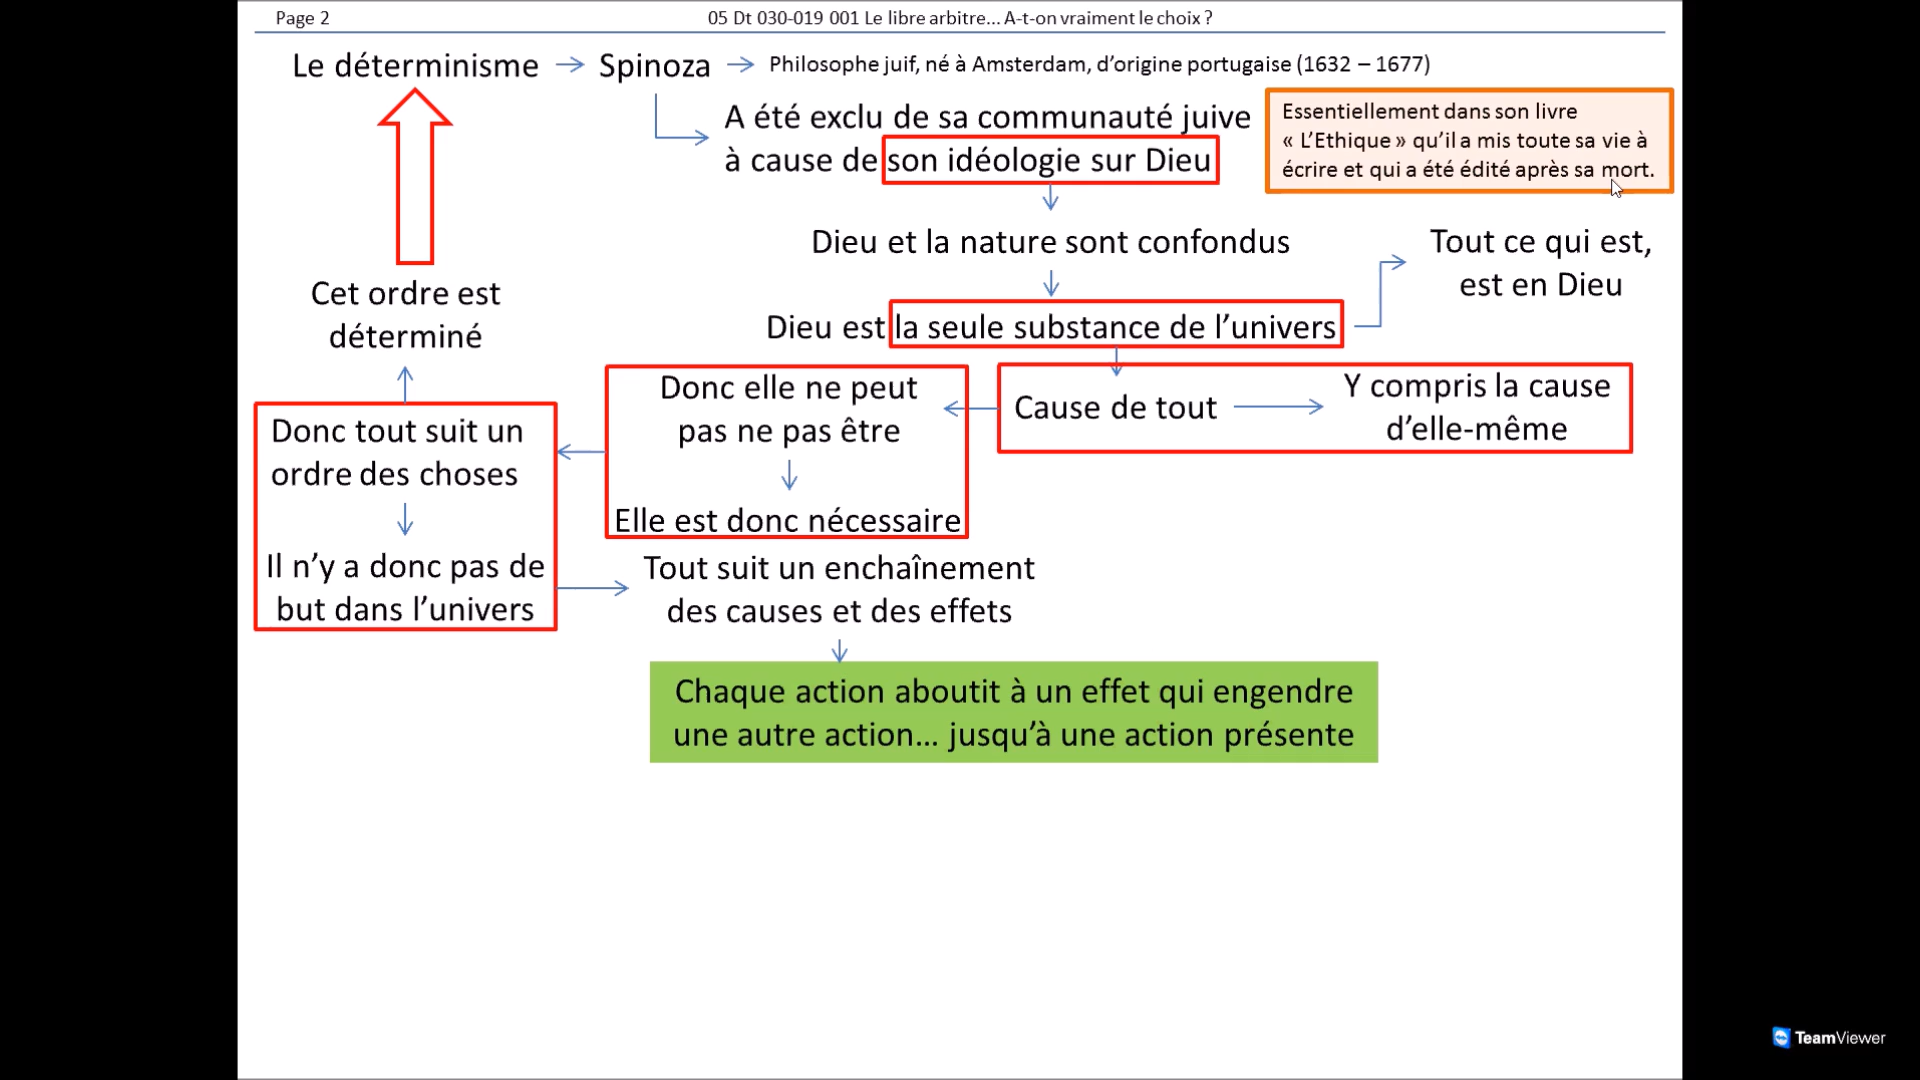 Page 2
05 Dt 030-019 001 Le libre arbitre... A-t-on vraiment le choix ?
Le déterminisme
Spinoza
Philosophe juif, né à Amsterdam, d’origine portugaise (1632 – 1677)
A été exclu de sa communauté juive
à cause de son idéologie sur Dieu
Essentiellement dans son livre
« L’Ethique » qu’il a mis toute sa vie à
écrire et qui a été édité après sa mort.
Dieu et la nature sont confondus
Tout ce qui est,
est en Dieu
Dieu est la seule substance de l’univers
Cause de tout
Y compris la cause
d’elle-même
Donc elle ne peut
pas ne pas être
Elle est donc nécessaire
Cet ordre est
déterminé
Donc tout suit un
ordre des choses
Il n’y a donc pas de
but dans l’univers
Tout suit un enchaînement
des causes et des effets
Chaque action aboutit à un effet qui engendre
une autre action... jusqu’à une action présente
TeamViewer